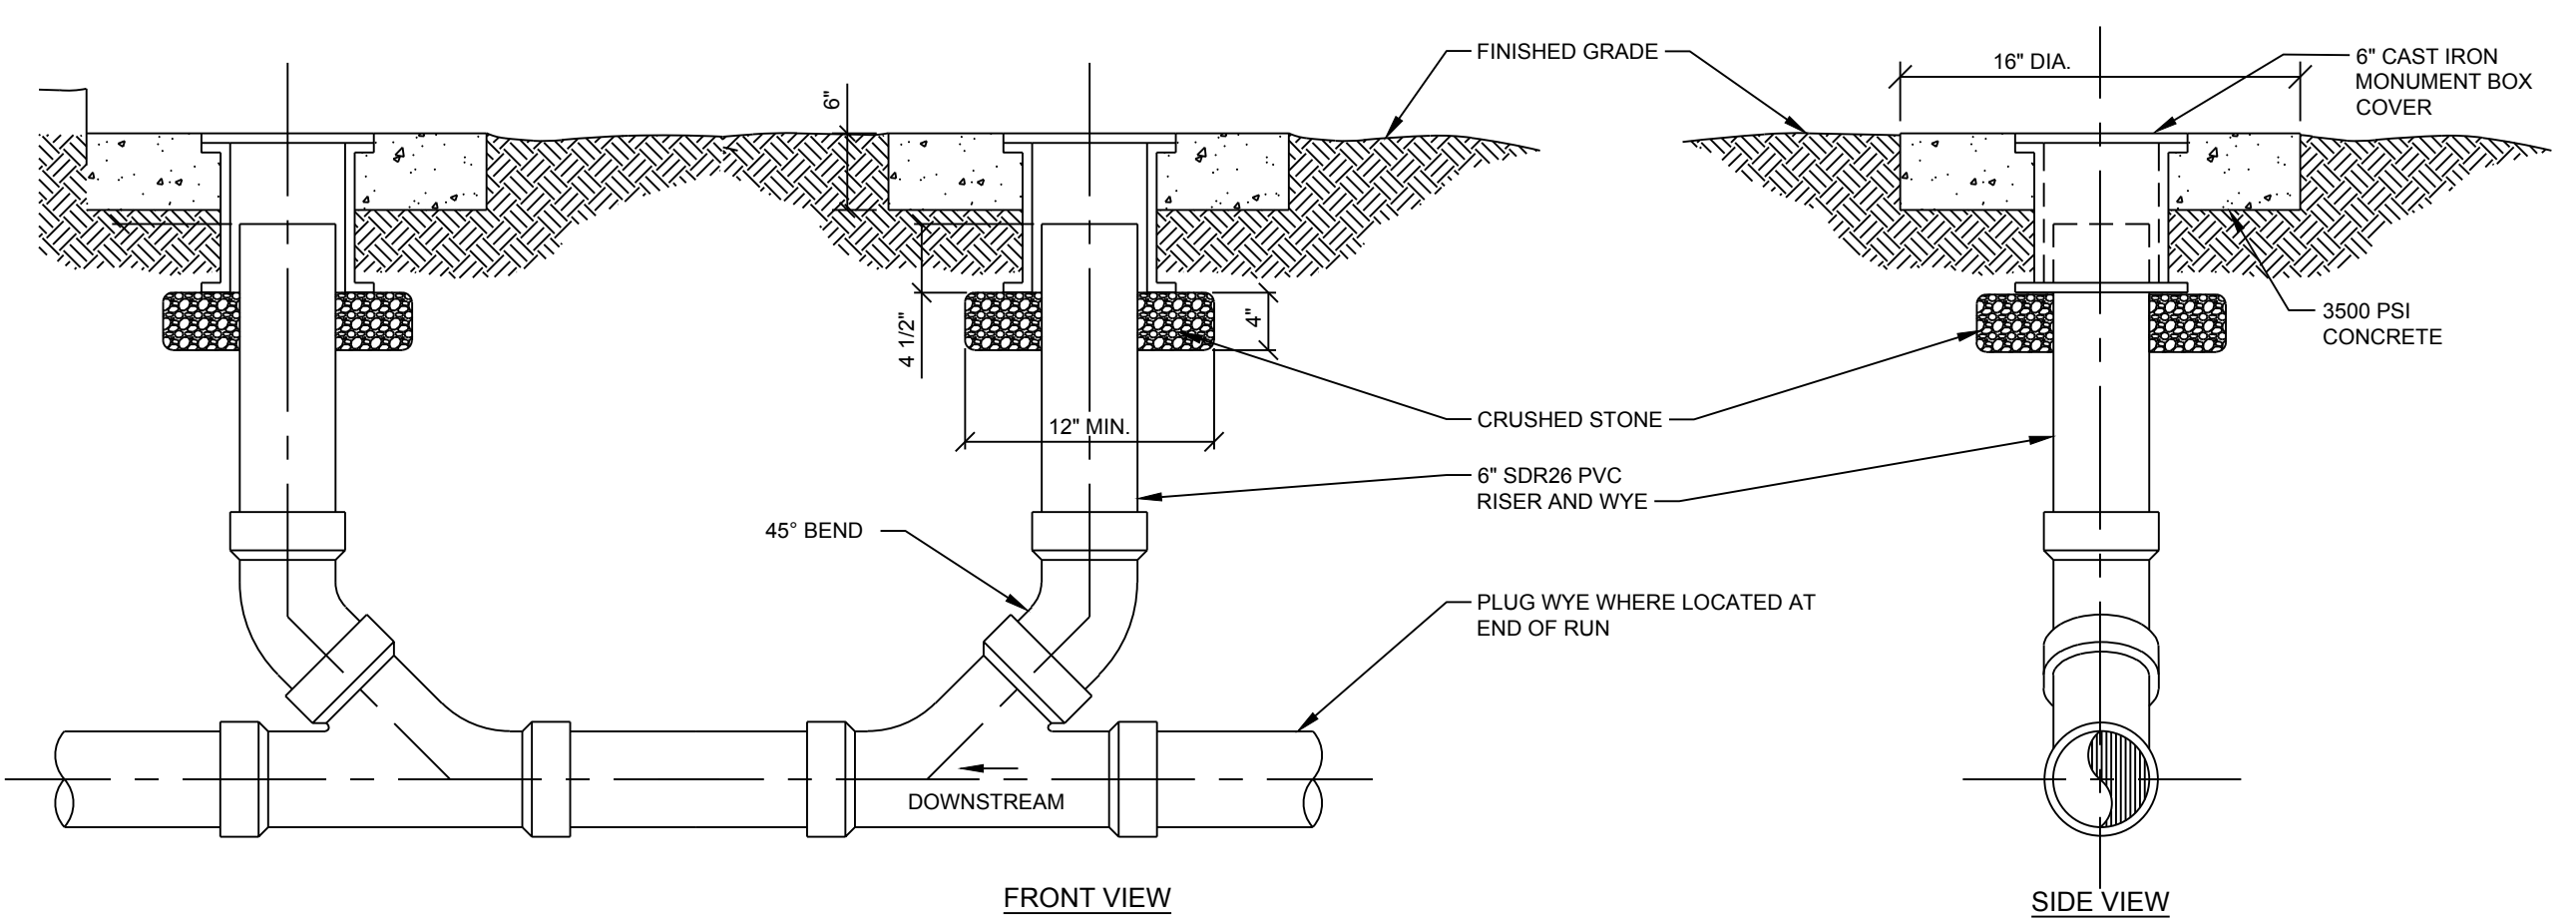 FINISHED GRADE
16" DIA.
6" CAST IRON
MONUMENT BOX
COVER
6"
4 1/2"
4"
3500 PSI
CONCRETE
12" MIN.
CRUSHED STONE
6" SDR26 PVC
RISER AND WYE
45° BEND
PLUG WYE WHERE LOCATED AT
END OF RUN
DOWNSTREAM
FRONT VIEW
SIDE VIEW